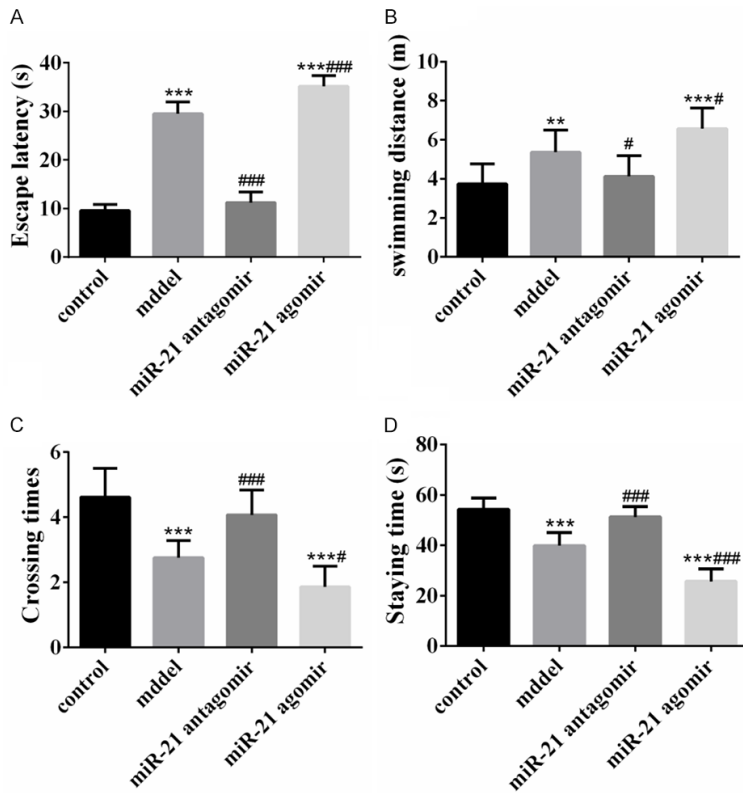 A
Escape latency (s)
40
30
20
10
0
***
###
***###
control
mddel
miR-21 antagomir
miR-21 agomir
B
swimming distance (m)
10
8
6
4
2
0
**
#
***#
control
mddel
miR-21 antagomir
miR-21 agomir
C
Crossing times
6
4
2
0
***
###
***#
control
mddel
miR-21 antagomir
miR-21 agomir
D
Staying time (s)
80
60
40
20
0
***
###
***###
control
mddel
miR-21 antagomir
miR-21 agomir